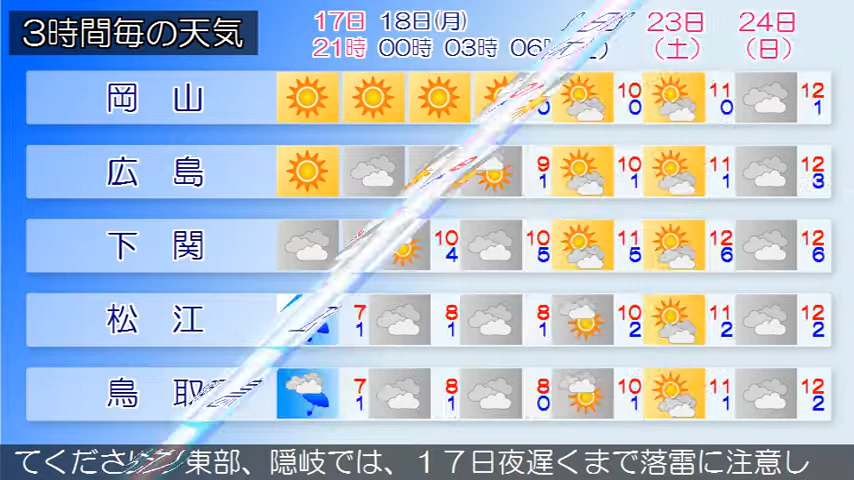 3時間毎の天気
17日 18日(月) 23日 24日
21時 00時 03時 06 (土) (日)
岡 山 10 11 12
0 0 0 1
広 島 9 10 11 12
1 1 1 3
下 関 10 10 11 12 12
4 5 5 6 6
松 江 7 8 8 10 11 12
1 1 1 2 2 2
鳥 取 7 8 8 10 11 12
1 1 0 1 1 2
てくださ 東部、隠岐では、17日夜遅くまで落雷に注意し